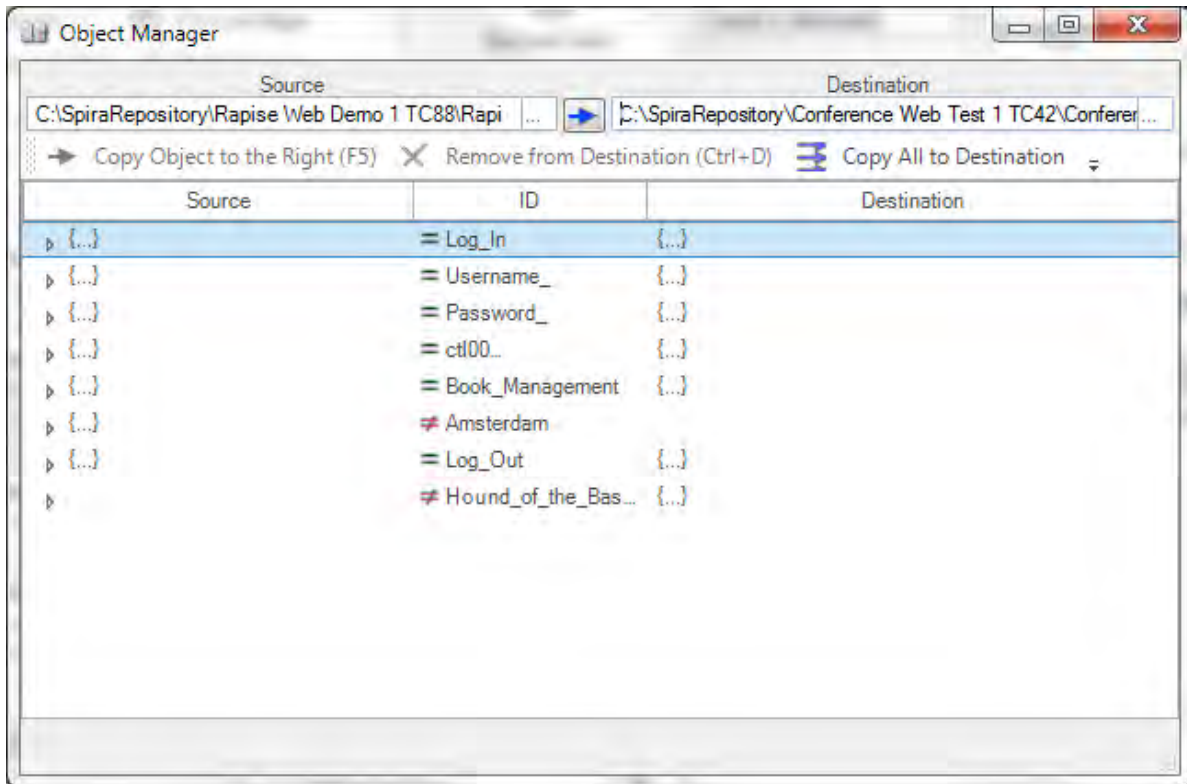 Object Manager
Source Destination
C:\SpiraRepository\Rapise Web Demo 1 TC88\Rapi ... C:\SpiraRepository\Conference Web Test 1 TC42\Conferer ...
Copy Object to the Right (F5) Remove from Destination (Ctrl+D) Copy All to Destination
Source ID Destination
{...} = Log_In {...}
{...} = Username_ {...}
{...} = Password_ {...}
{...} = ctl00... {...}
{...} = Book_Management {...}
{...} ≠ Amsterdam
{...} = Log_Out {...}
≠ Hound_of_the_Bas... {...}